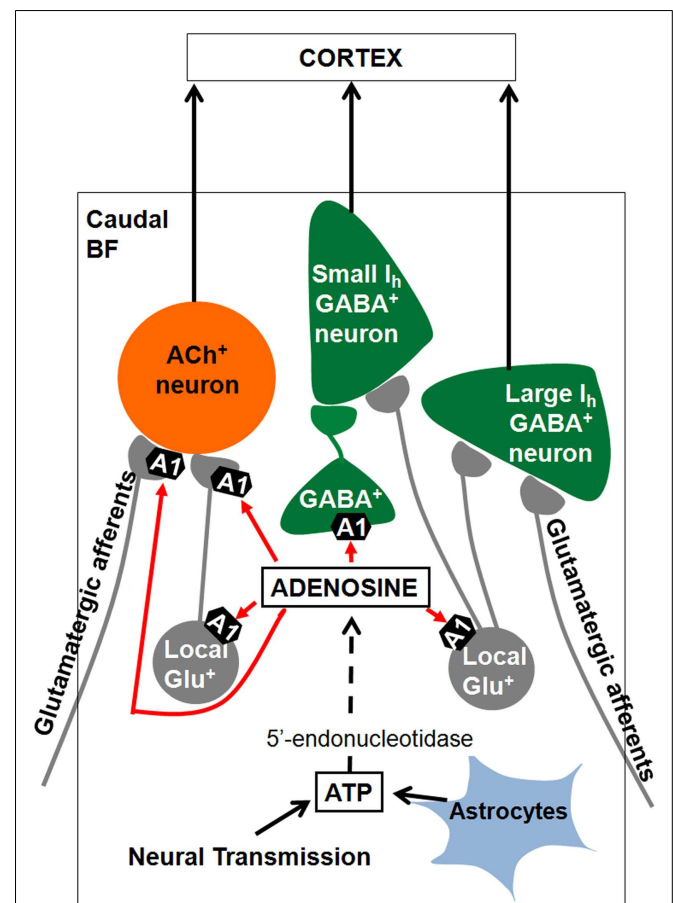 CORTEX
Caudal
BF
Small Ih
GABA+
neuron
ACh+
neuron
Large Ih
GABA+
neuron
A1
A1
GABA+
A1
Glutamatergic afferents
Glutamatergic afferents
ADENOSINE
A1
Local
Glu+
A1
Local
Glu+
5’-endonucleotidase
ATP
Astrocytes
Neural Transmission